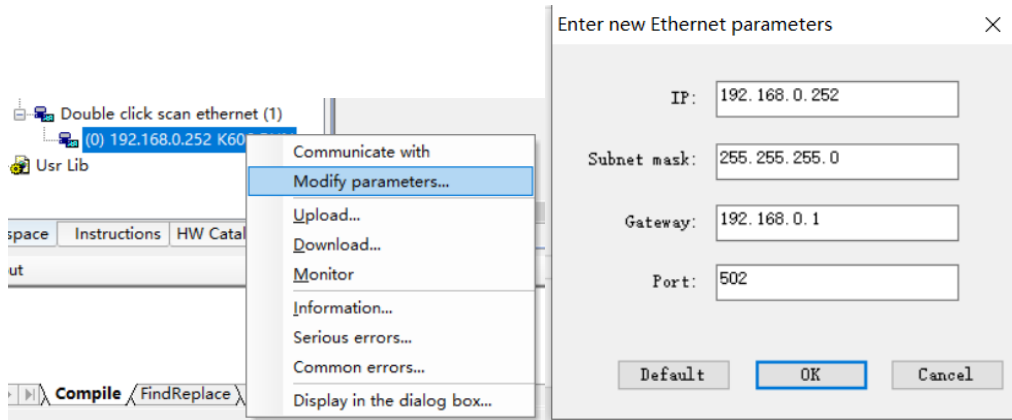 Double click scan ethernet (1)
(0) 192.168.0.252
Usr Lib
Instructions
HW Catal
Compile
FindReplace
Communicate with
Modify parameters...
Upload...
Download...
Monitor
Information...
Serious errors...
Common errors...
Display in the dialog box...
Enter new Ethernet parameters
IP: 192.168.0.252
Subnet mask: 255.255.255.0
Gateway: 192.168.0.1
Port: 502
Default
OK
Cancel